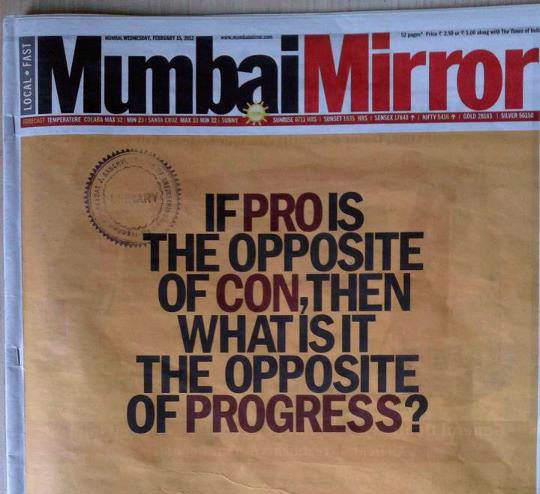 LOCAL • FAST
MUMBAI, WEDNESDAY, FEBRUARY 15, 2012 www.mumbaimirror.com 52 pages* Price ₹ 2.50 or ₹ 5.00 along with The Times of
Mumbai Mirror
FORECAST TEMPERATURE COLABA MAX 32 | MIN 23 | SANTA CRUZ MAX 33 MIN 22 | SUNNY SUNRISE 0713 HRS | SUNSET 1835 HRS | SENSEX 17849 ↑ | NIFTY 5416 ↑ | GOLD 28165 | SILVER 56150
LIBRARY
IF PRO IS
THE OPPOSITE
OF CON, THEN
WHAT IS IT
THE OPPOSITE
OF PROGRESS?